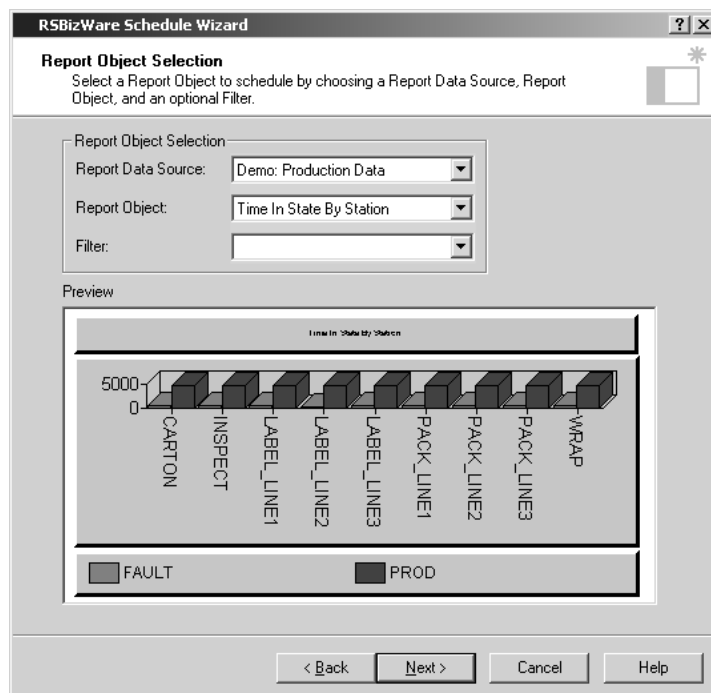 RSBizWare Schedule Wizard
Report Object Selection
Select a Report Object to schedule by choosing a Report Data Source, Report
Object, and an optional Filter.
Report Object Selection
Report Data Source: Demo: Production Data
Report Object: Time In State By Station
Filter:
Preview
Time In State By Station
5000
0
CARTON
INSPECT
LABEL_LINE1
LABEL_LINE2
LABEL_LINE3
PACK_LINE1
PACK_LINE2
PACK_LINE3
WRAP
FAULT PROD
< Back Next > Cancel Help